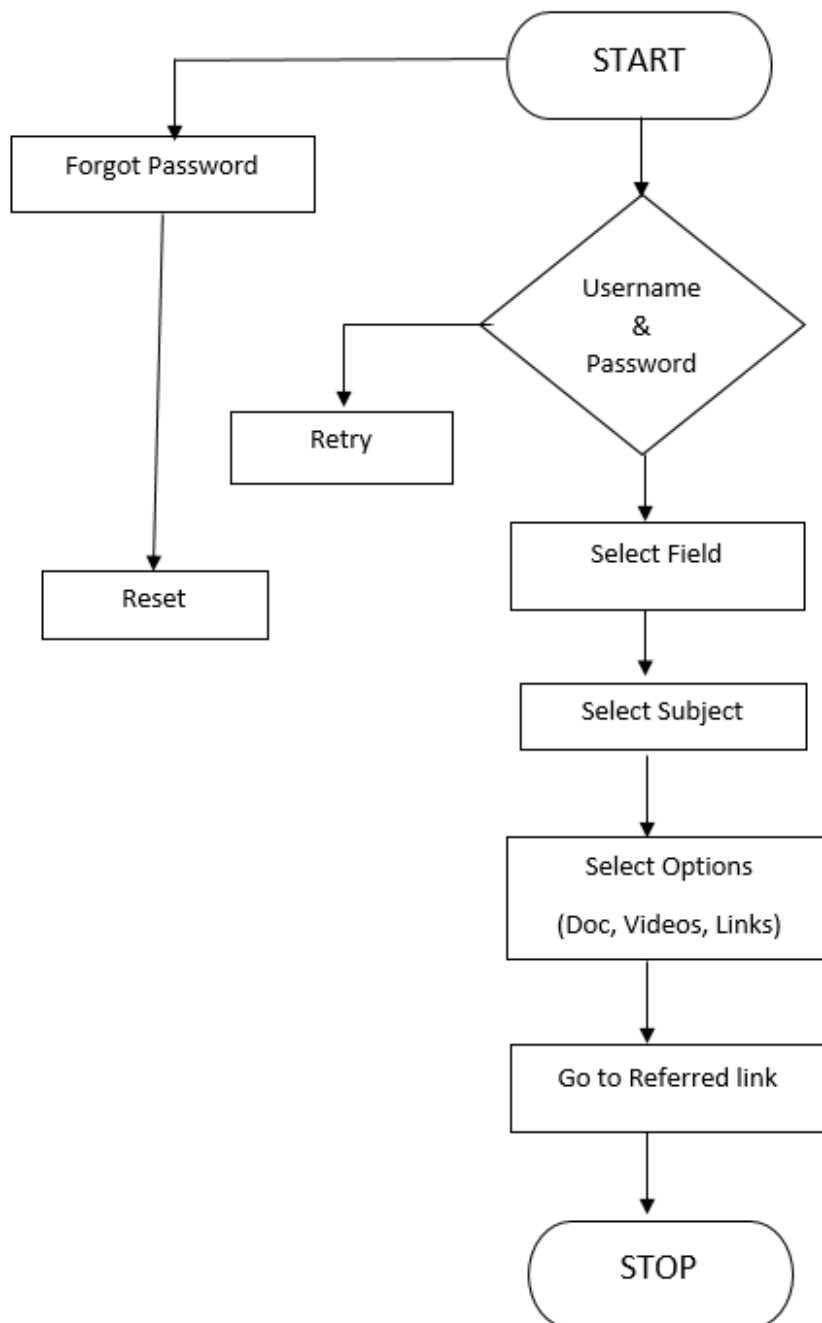 START
Forgot Password
Username
&
Password
Retry
Select Field
Reset
Select Subject
Select Options
(Doc, Videos, Links)
Go to Referred link
STOP